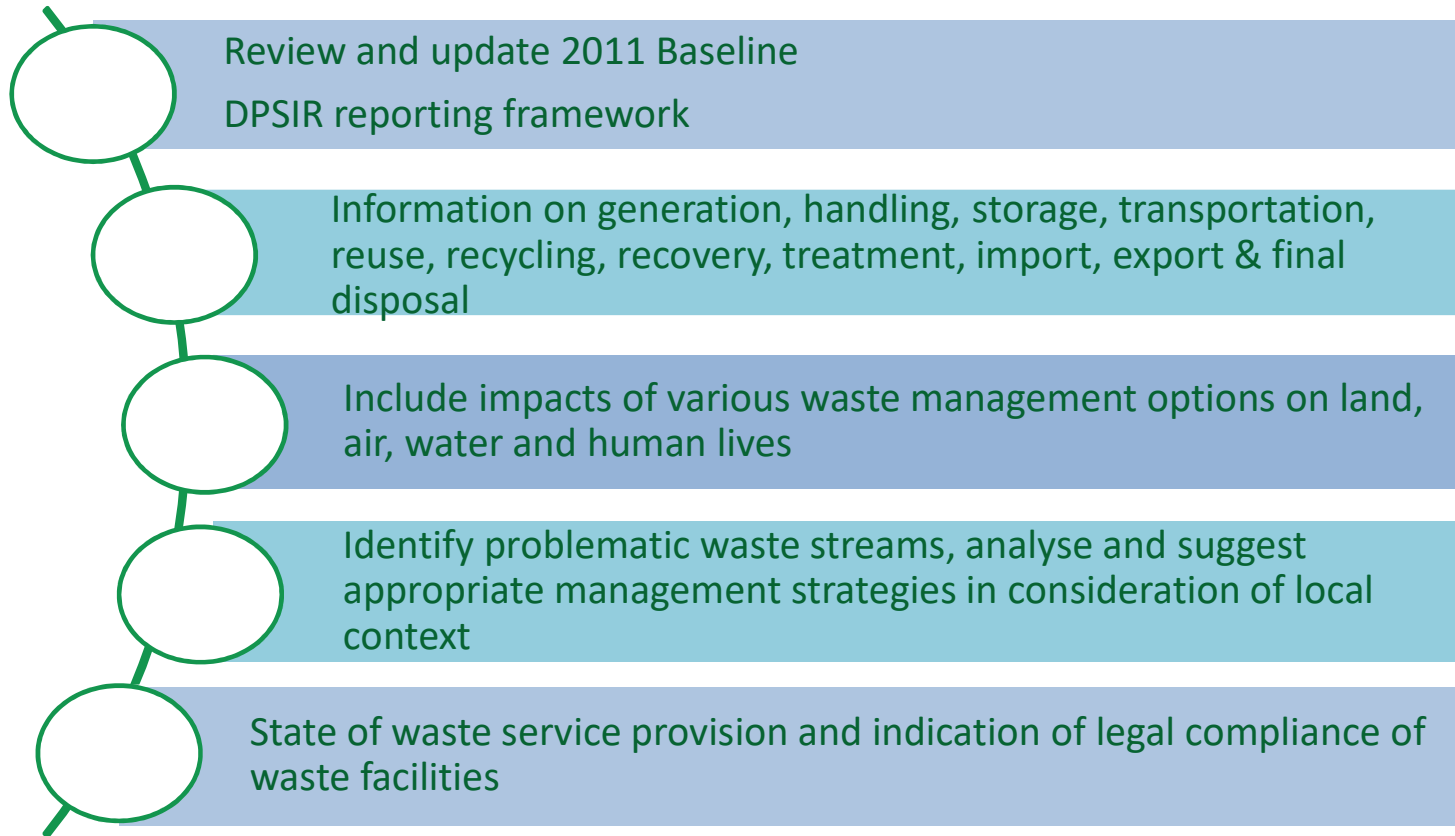 Review and update 2011 Baseline
DPSIR reporting framework
Information on generation, handling, storage, transportation,
reuse, recycling, recovery, treatment, import, export & final
disposal
Include impacts of various waste management options on land,
air, water and human lives
Identify problematic waste streams, analyse and suggest
appropriate management strategies in consideration of local
context
State of waste service provision and indication of legal compliance of
waste facilities